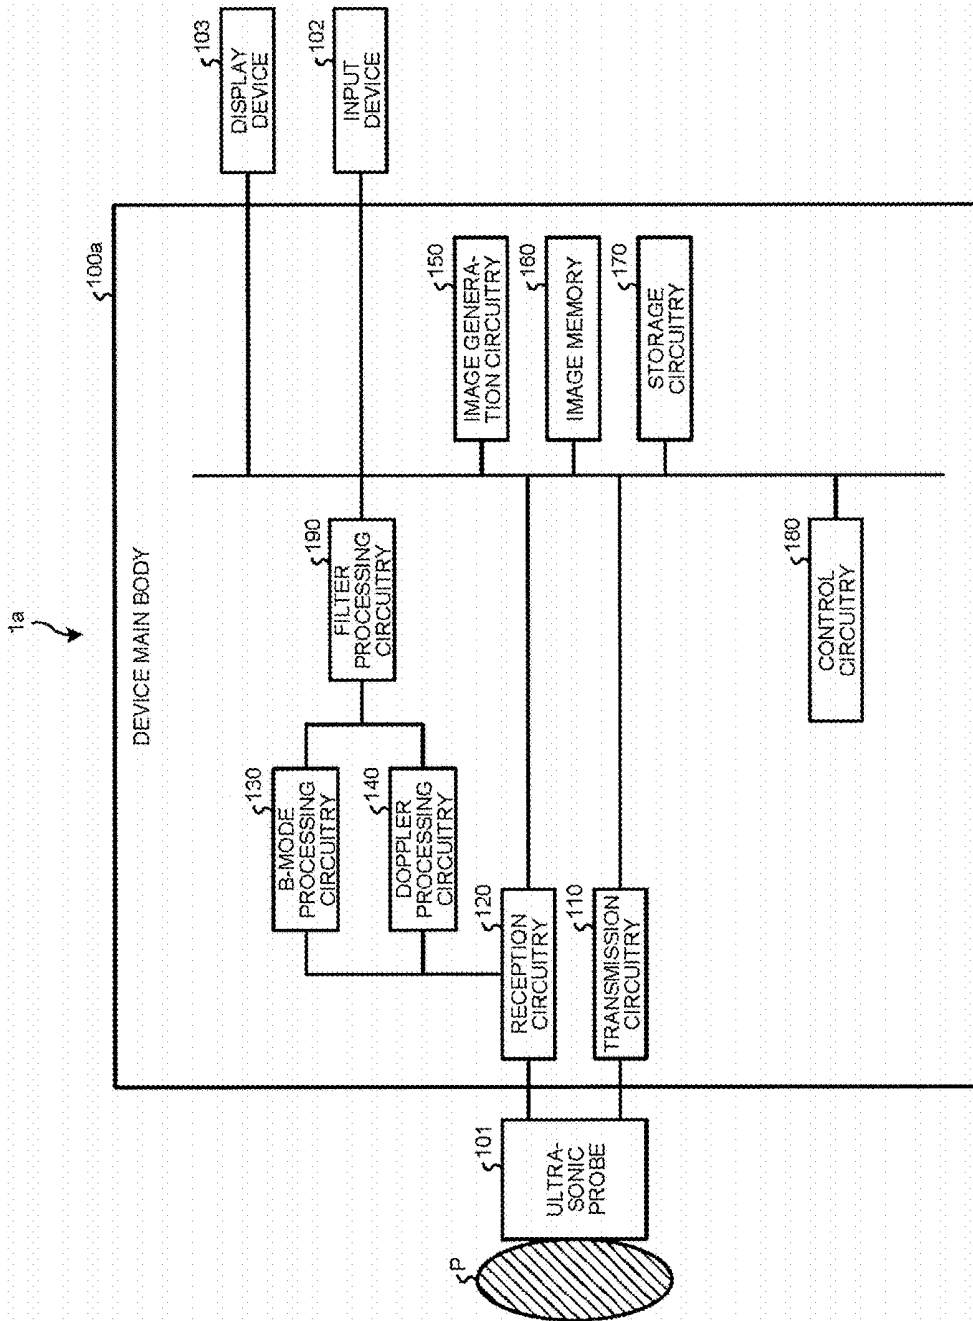 1a
100a
DEVICE MAIN BODY
P
101
ULTRA-
SONIC
PROBE
130
B-MODE
PROCESSING
CIRCUITRY
140
DOPPLER
PROCESSING
CIRCUITRY
120
RECEPTION
CIRCUITRY
110
TRANSMISSION
CIRCUITRY
190
FILTER
PROCESSING
CIRCUITRY
180
CONTROL
CIRCUITRY
150
IMAGE GENERA-
TION CIRCUITRY
160
IMAGE MEMORY
170
STORAGE
CIRCUITRY
103
DISPLAY
DEVICE
102
INPUT
DEVICE